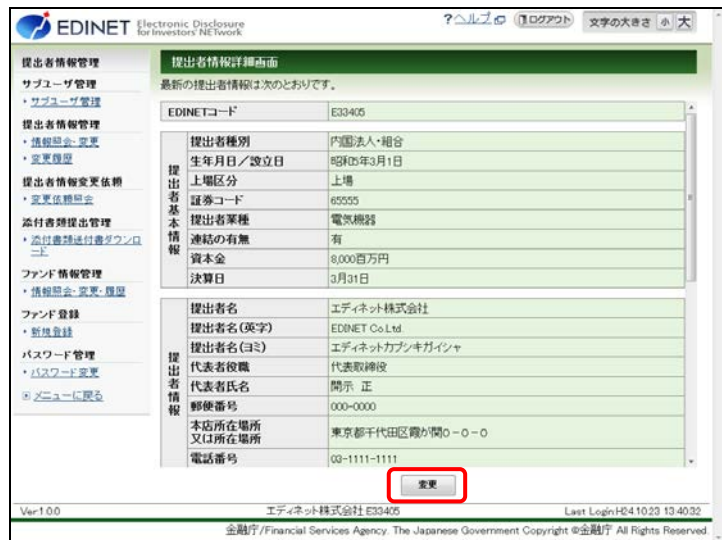 EDINET Electronic Disclosure
for Investors' NETwork
?ヘルプ ログアウト 文字の大きさ 小 大
提出者情報管理
サブユーザ管理
・サブユーザ管理
提出者情報管理
・情報照会・変更
・変更履歴
提出者情報変更依頼
・変更依頼照会
添付書類提出管理
・添付書類送付書ダウンロ
ード
ファンド情報管理
・情報照会・変更・履歴
ファンド登録
・新規登録
パスワード管理
・パスワード変更
メニューに戻る
提出者情報詳細画面
最新の提出者情報は次のとおりです。
EDINETコード E33405
提出者基本情報
提出者種別 内国法人・組合
生年月日／設立日 昭和05年3月1日
上場区分 上場
証券コード 65555
提出者業種 電気機器
連結の有無 有
資本金 8,000百万円
決算日 3月31日
提出者情報
提出者名 エディネット株式会社
提出者名(英字) EDINET Co.Ltd.
提出者名(ヨミ) エディネットカブシキガイシャ
代表者役職 代表取締役
代表者氏名 開示 正
郵便番号 000-0000
本店所在場所
又は所在場所 東京都千代田区霞が関0－0－0
電話番号 03-1111-1111
変更
Ver.1.0.0 エディネット株式会社 E33405 Last Login:H24.10.23 13:40:32
金融庁/Financial Services Agency. The Japanese Government Copyright ©金融庁 All Rights Reserved.